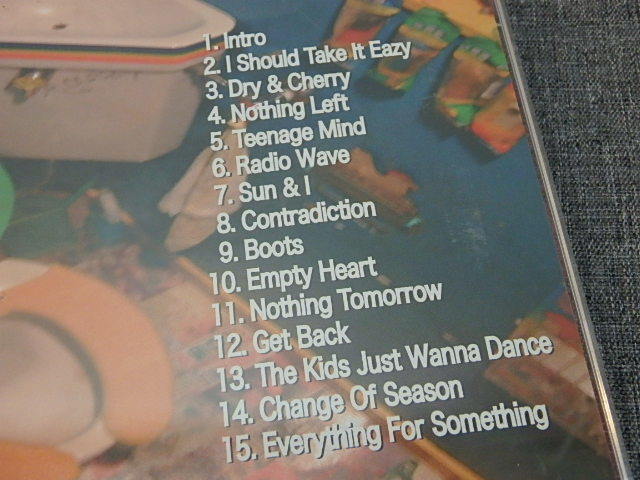 1. Intro
2. I Should Take It Eazy
3. Dry & Cherry
4. Nothing Left
5. Teenage Mind
6. Radio Wave
7. Sun & I
8. Contradiction
9. Boots
10. Empty Heart
11. Nothing Tomorrow
12. Get Back
13. The Kids Just Wanna Dance
14. Change Of Season
15. Everything For Something